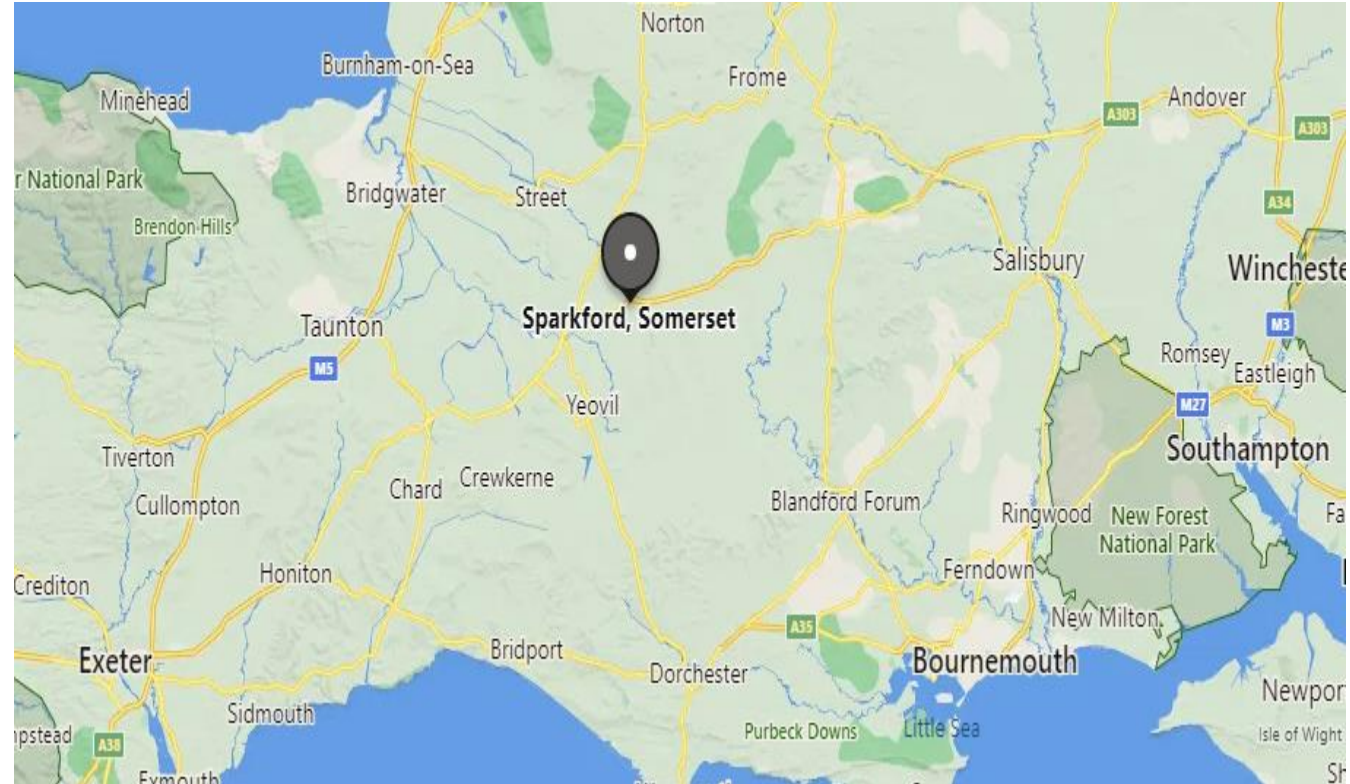 Norton
Burnham-on-Sea
Frome
Minehead
Andover
A303
A303
r National Park
Bridgwater
Street
A34
Brendon Hills
Salisbury
Wincheste
Sparkford, Somerset
Taunton
M3
M5
Romsey
Eastleigh
Yeovil
M27
Southampton
Tiverton
Crewkerne
Chard
Cullompton
Blandford Forum
Ringwood
New Forest
National Park
Fa
Honiton
Ferndown
Crediton
New Milton
A35
Bridport
Exeter
Bournemouth
Dorchester
Newpor
Sidmouth
Purbeck Downs
Little Sea
Isle of Wight
npstead
A38
Exmouth
Sh